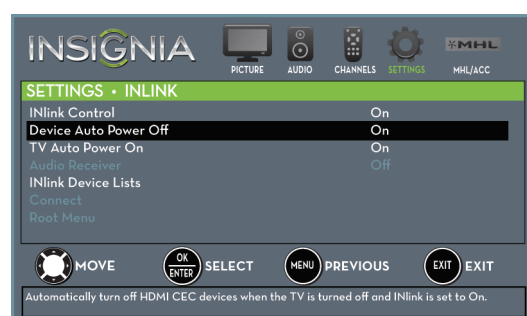 INSIGNIA
PICTURE AUDIO CHANNELS SETTINGS MHL MHL/ACC
SETTINGS • INLINK
INlink Control On
Device Auto Power Off On
TV Auto Power On On
Audio Receiver Off
INlink Device Lists
Connect
Root Menu
MOVE OK ENTER SELECT MENU PREVIOUS EXIT EXIT
Automatically turn off HDMI CEC devices when the TV is turned off and INlink is set to On.